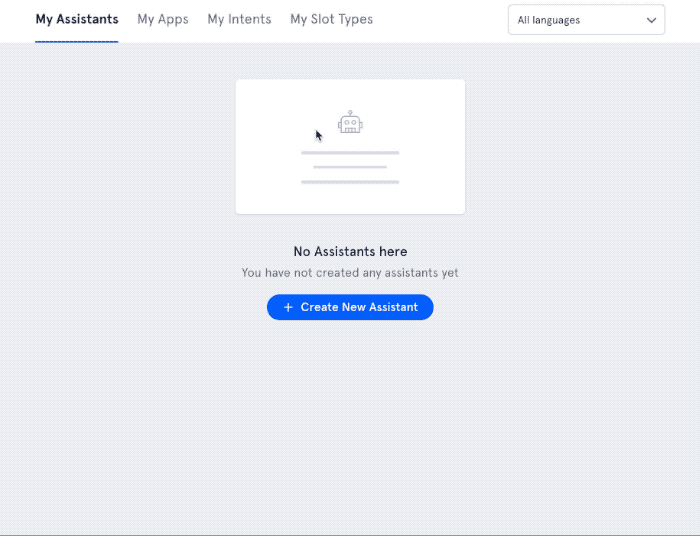 My Assistants My Apps My Intents My Slot Types All languages
No Assistants here
You have not created any assistants yet
+ Create New Assistant